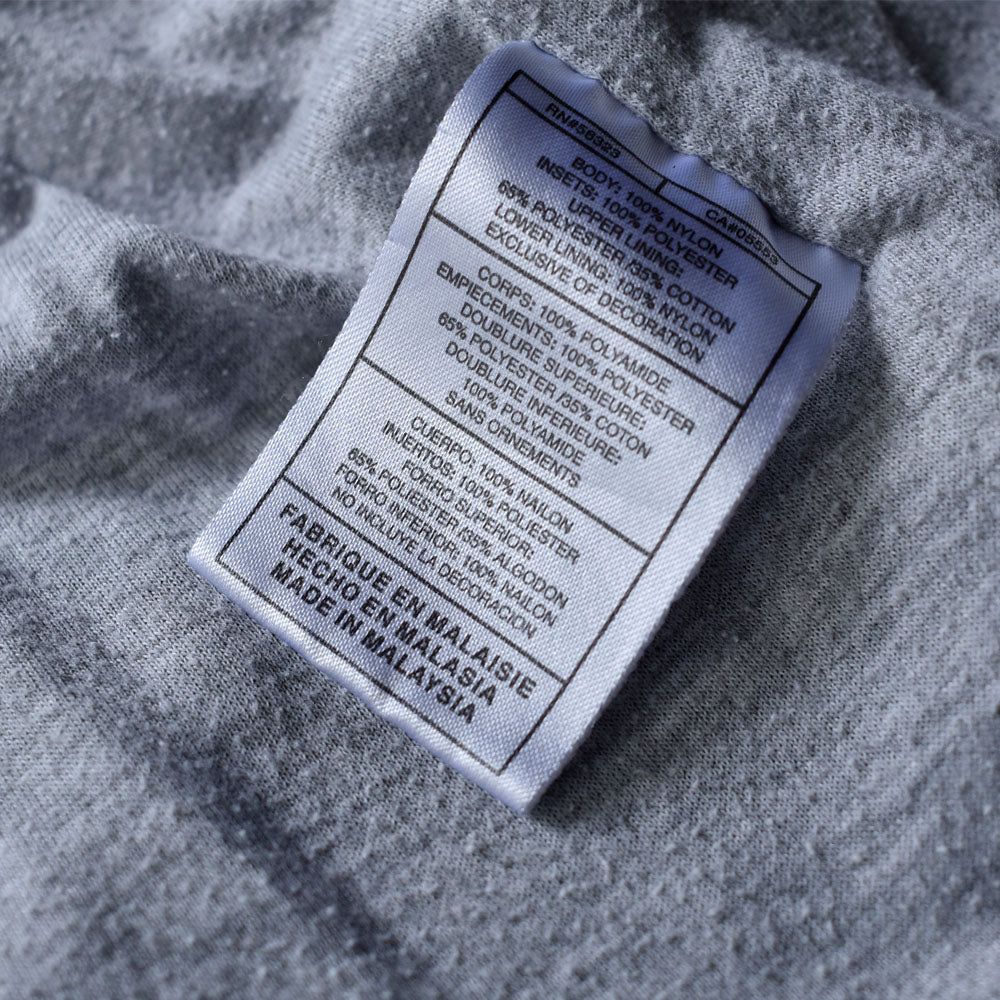 RN#56323 CA#05553
BODY: 100% NYLON
INSETS: 100% POLYESTER
UPPER LINING:
65% POLYESTER /35% COTTON
LOWER LINING: 100% NYLON
EXCLUSIVE OF DECORATION
CORPS: 100% POLYAMIDE
EMPIECEMENTS: 100% POLYESTER
DOUBLURE SUPERIEURE:
65% POLYESTER /35% COTON
DOUBLURE INFERIEURE:
100% POLYAMIDE
SANS ORNEMENTS
CUERPO: 100% NAILON
INJERTOS: 100% POLIESTER
FORRO SUPERIOR:
65% POLIESTER /35% ALGODON
FORRO INFERIOR: 100% NAILON
NO INCLUYE LA DECORACION
FABRIQUE EN MALAISIE
HECHO EN MALASIA
MADE IN MALAYSIA